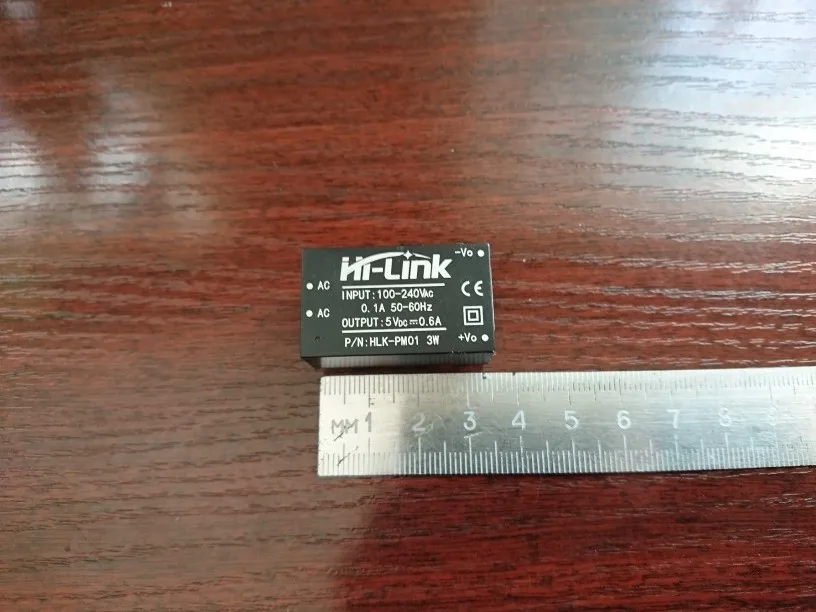 Hi-Link
-Vo
AC
INPUT:100-240VAC
0.1A 50-60Hz
AC
OUTPUT:5VDC⎓0.6A
CE
P/N:HLK-PM01 3W
+Vo
MM 1 2 3 4 5 6 7 8